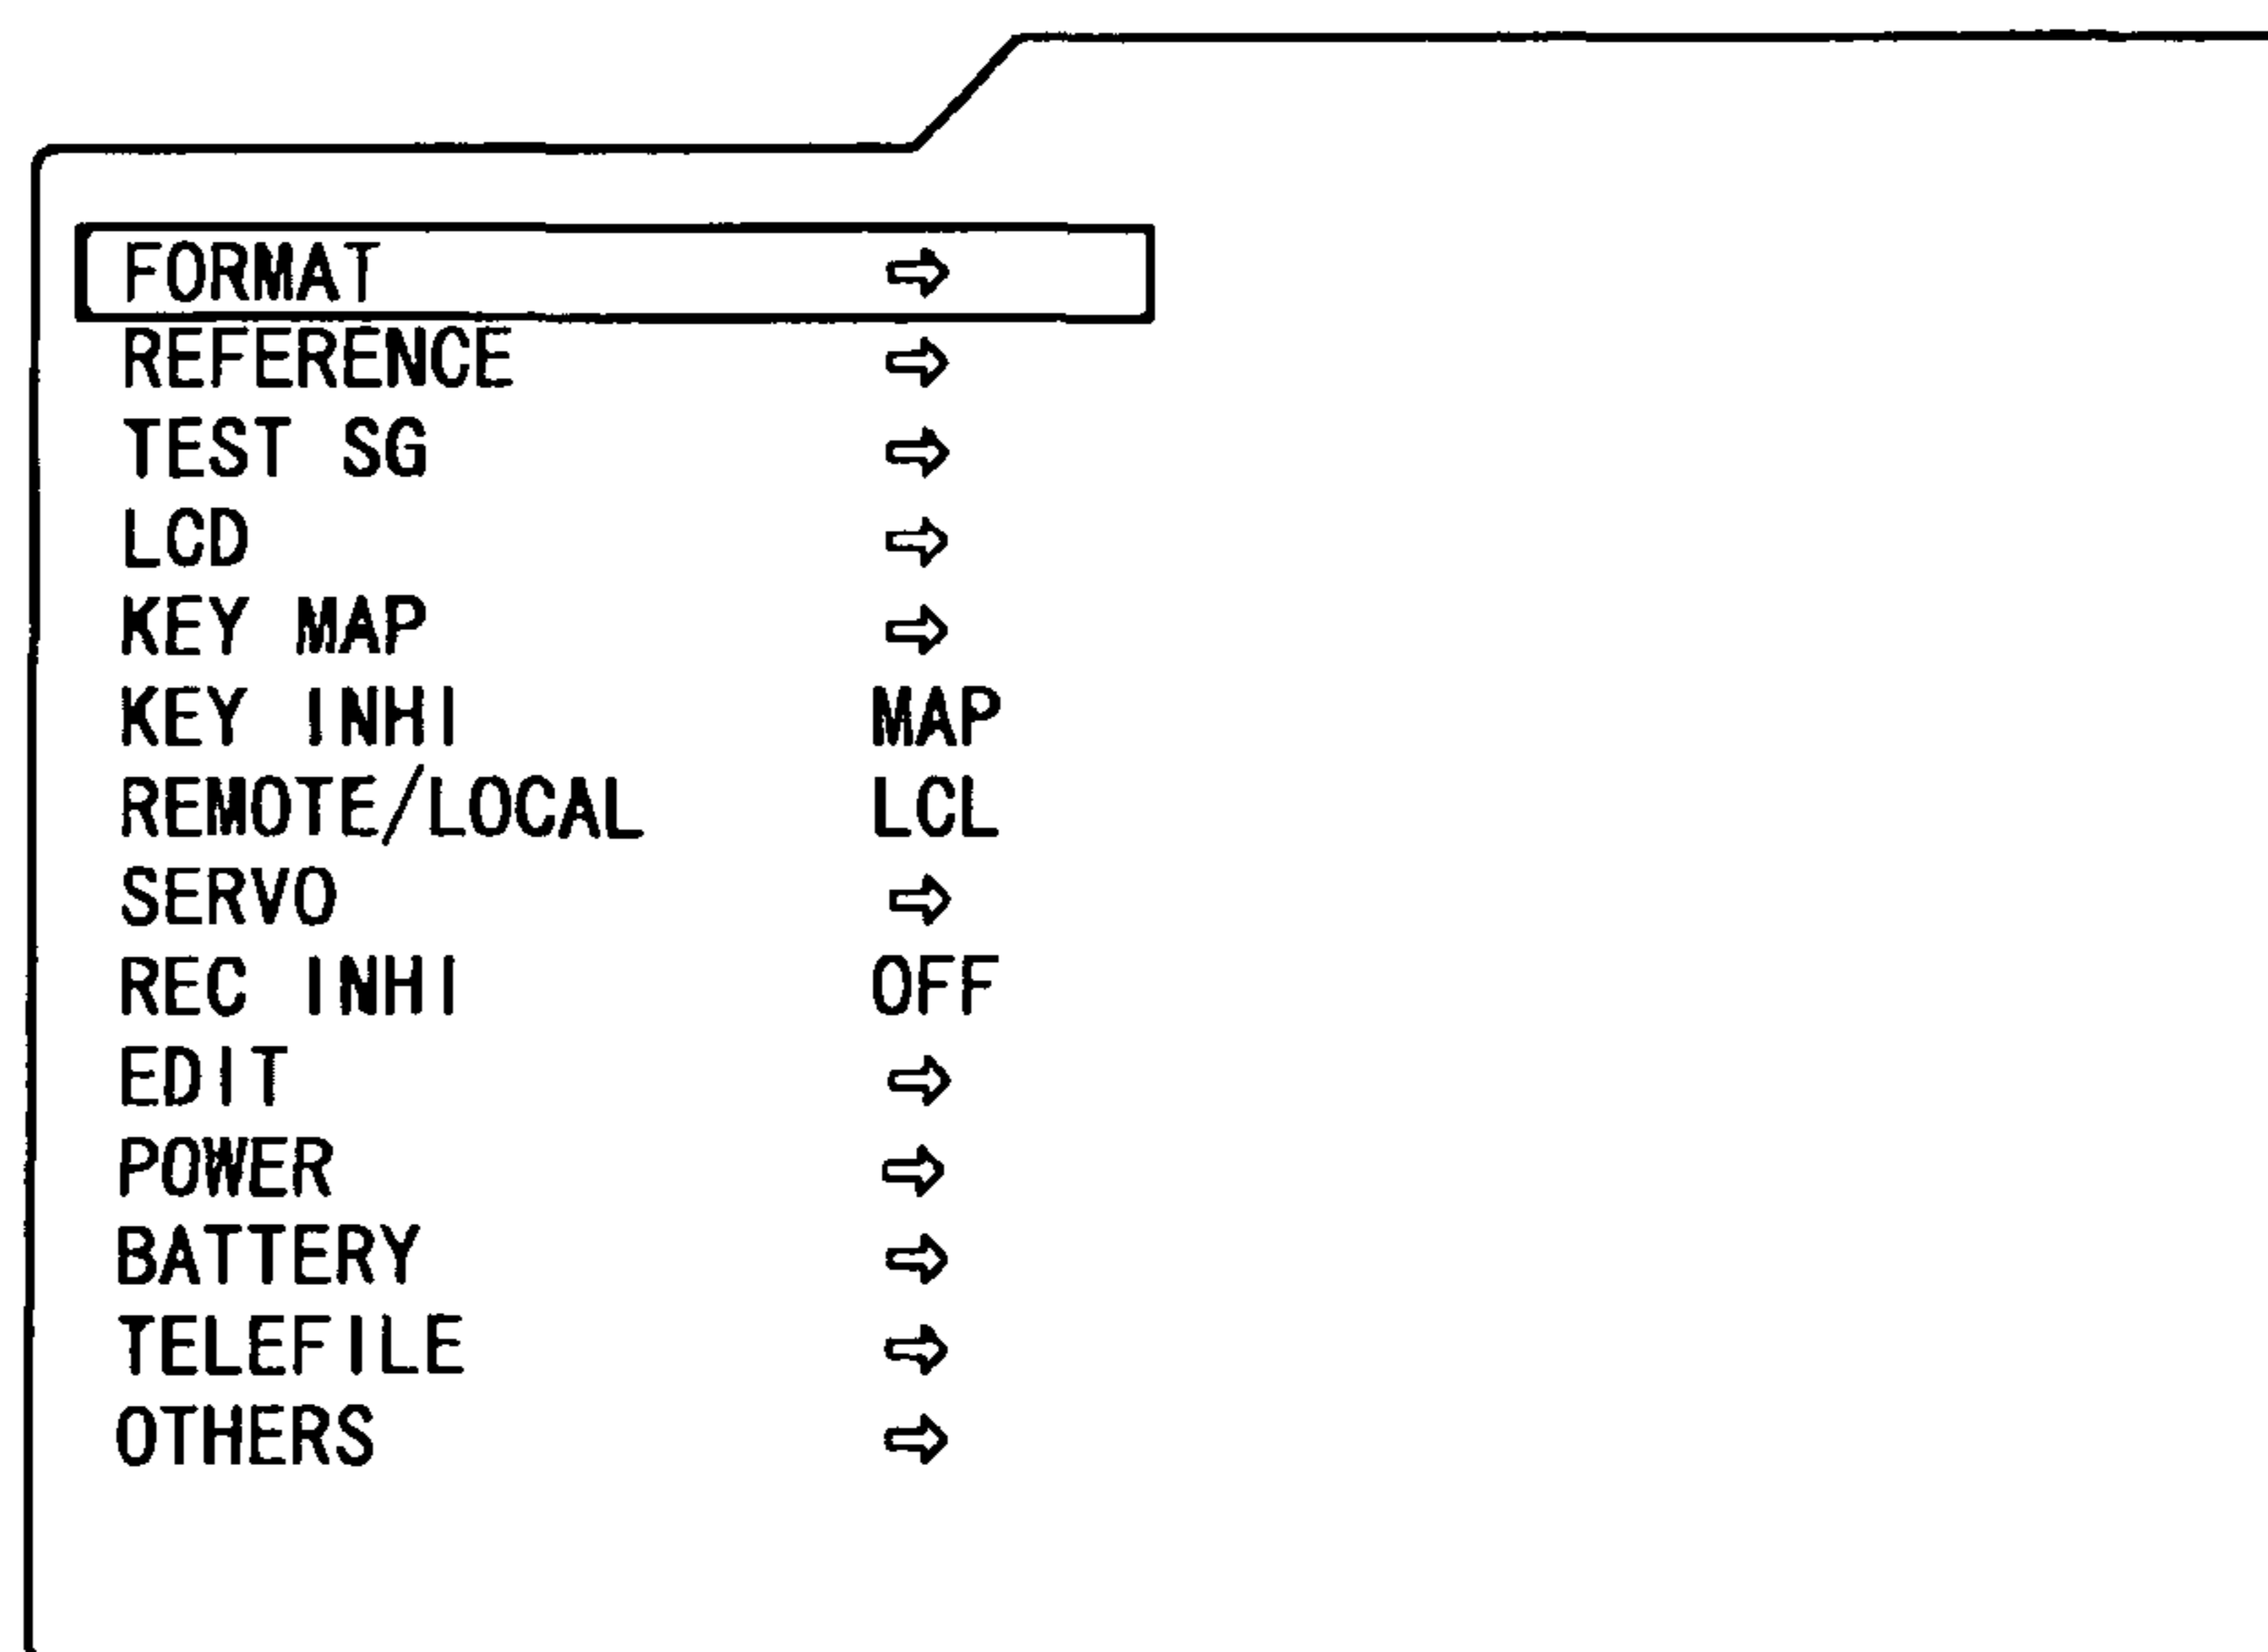 FORMAT ⇨
REFERENCE ⇨
TEST SG ⇨
LCD ⇨
KEY MAP ⇨
KEY INHI MAP
REMOTE/LOCAL LCL
SERVO ⇨
REC INHI OFF
EDIT ⇨
POWER ⇨
BATTERY ⇨
TELEFILE ⇨
OTHERS ⇨